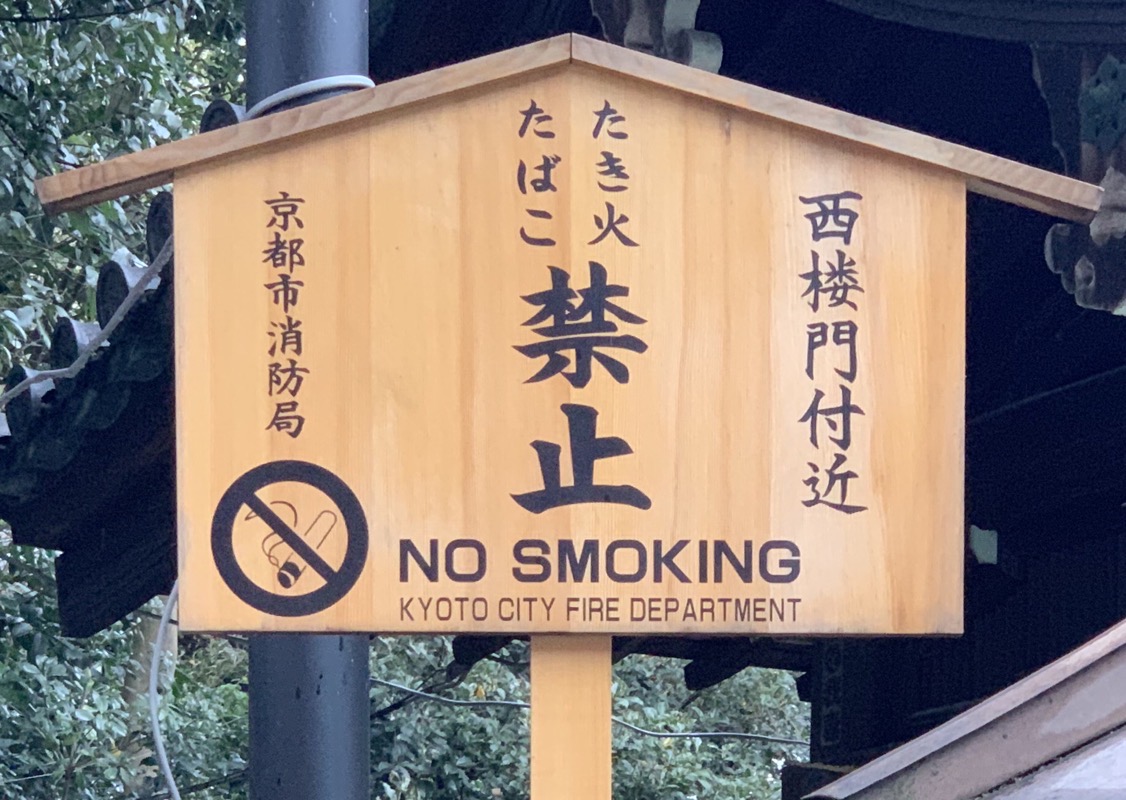 西楼門付近
たき火
たばこ
禁止
京都市消防局
NO SMOKING
KYOTO CITY FIRE DEPARTMENT